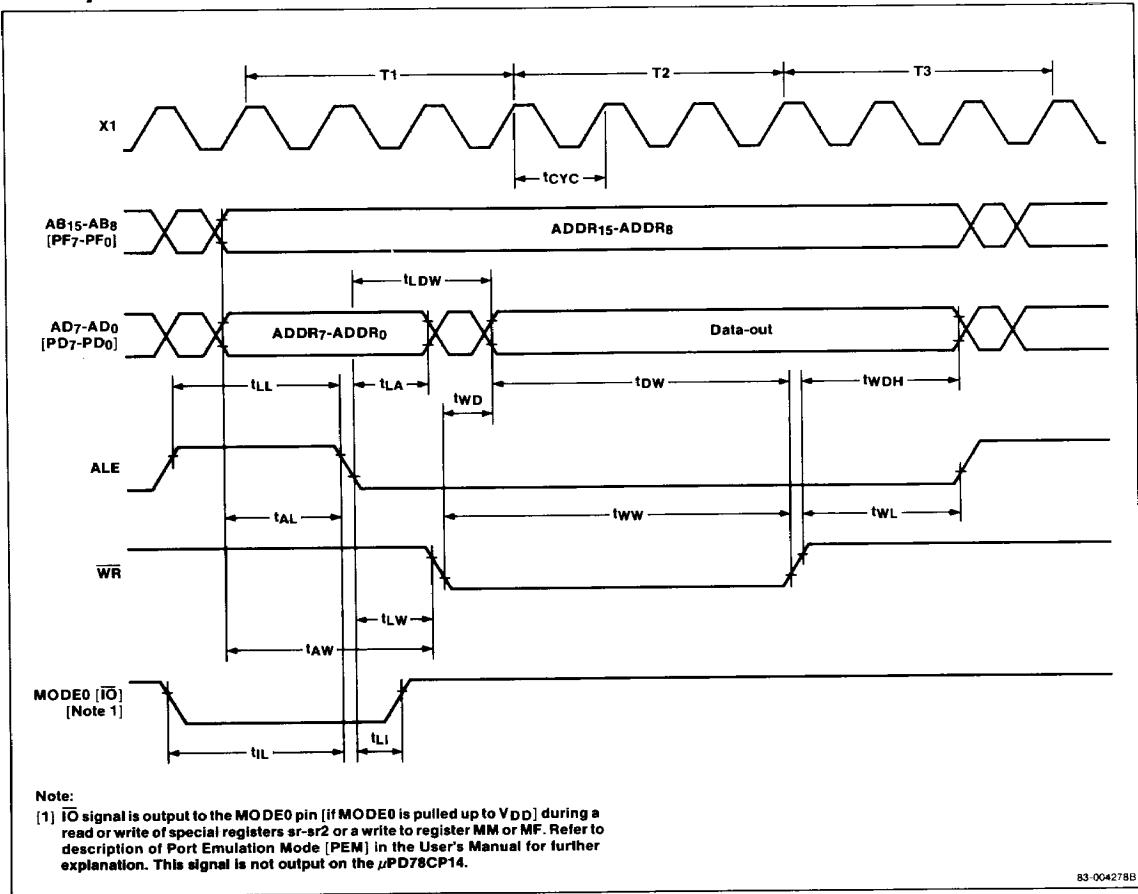 T1
T2
T3
X1
tCYC
AB15-AB8
[PF7-PF0]
ADDR15-ADDR8
tLDW
AD7-AD0
[PD7-PD0]
ADDR7-ADDR0
Data-out
tLL
tLA
tWD
tDW
tWDH
ALE
tAL
tWW
tWL
WR
tLW
tAW
MODE0 [IO]
[Note 1]
tIL
tLI
Note:
[1] IO signal is output to the MODE0 pin [if MODE0 is pulled up to VDD] during a
read or write of special registers sr-sr2 or a write to register MM or MF. Refer to
description of Port Emulation Mode [PEM] in the User's Manual for further
explanation. This signal is not output on the μPD78CP14.
83-004278B